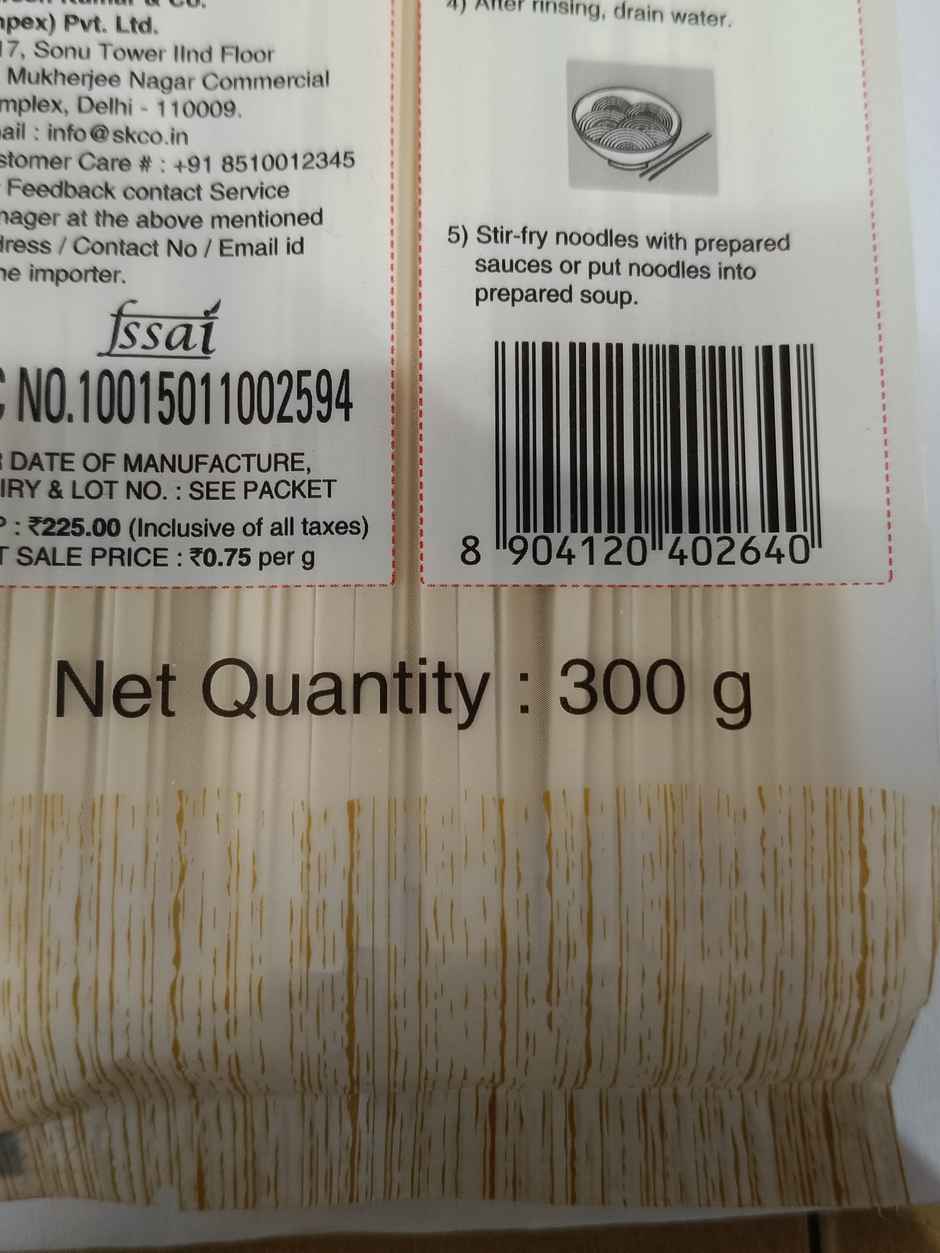 Pvt. Ltd.
17, Sonu Tower IInd Floor
Mukherjee Nagar Commercial
mplex, Delhi - 110009.
ail : info@skco.in
stomer Care # : +91 8510012345
Feedback contact Service
nager at the above mentioned
dress / Contact No / Email id
he importer.
fssai
C NO.10015011002594
DATE OF MANUFACTURE,
IRY & LOT NO. : SEE PACKET
P : ₹225.00 (Inclusive of all taxes)
T SALE PRICE : ₹0.75 per g
4) After rinsing, drain water.
5) Stir-fry noodles with prepared
sauces or put noodles into
prepared soup.
8 904120 402640
Net Quantity : 300 g